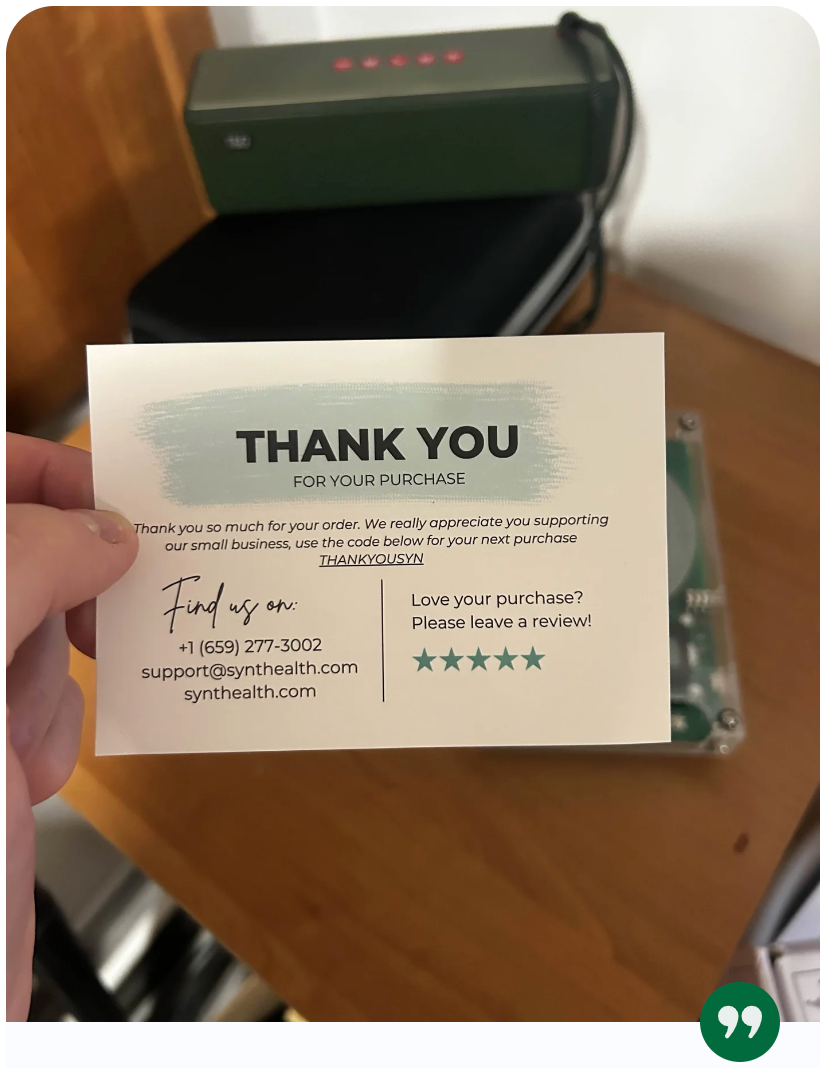 THANK YOU
FOR YOUR PURCHASE
Thank you so much for your order. We really appreciate you supporting
our small business, use the code below for your next purchase
THANKYOUSYN
Find us on:
+1 (659) 277-3002
support@synthealth.com
synthealth.com
Love your purchase?
Please leave a review!